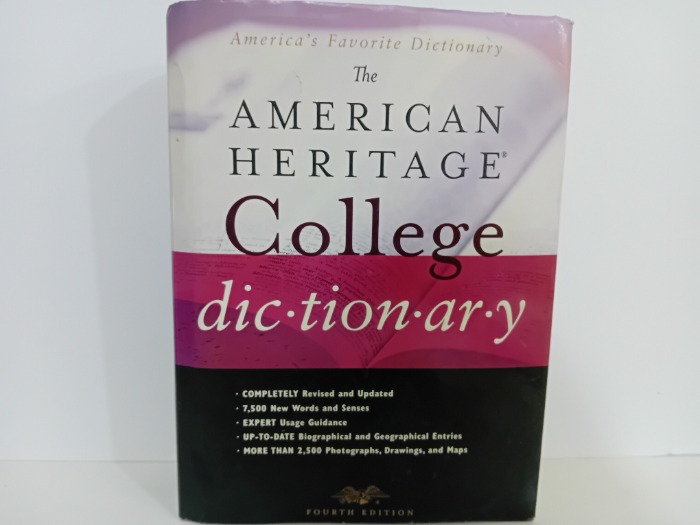 America's Favorite Dictionary
The
AMERICAN
HERITAGE®
College
dic·tion·ar·y
· COMPLETELY Revised and Updated
· 7,500 New Words and Senses
· EXPERT Usage Guidance
· UP-TO-DATE Biographical and Geographical Entries
· MORE THAN 2,500 Photographs, Drawings, and Maps
FOURTH EDITION